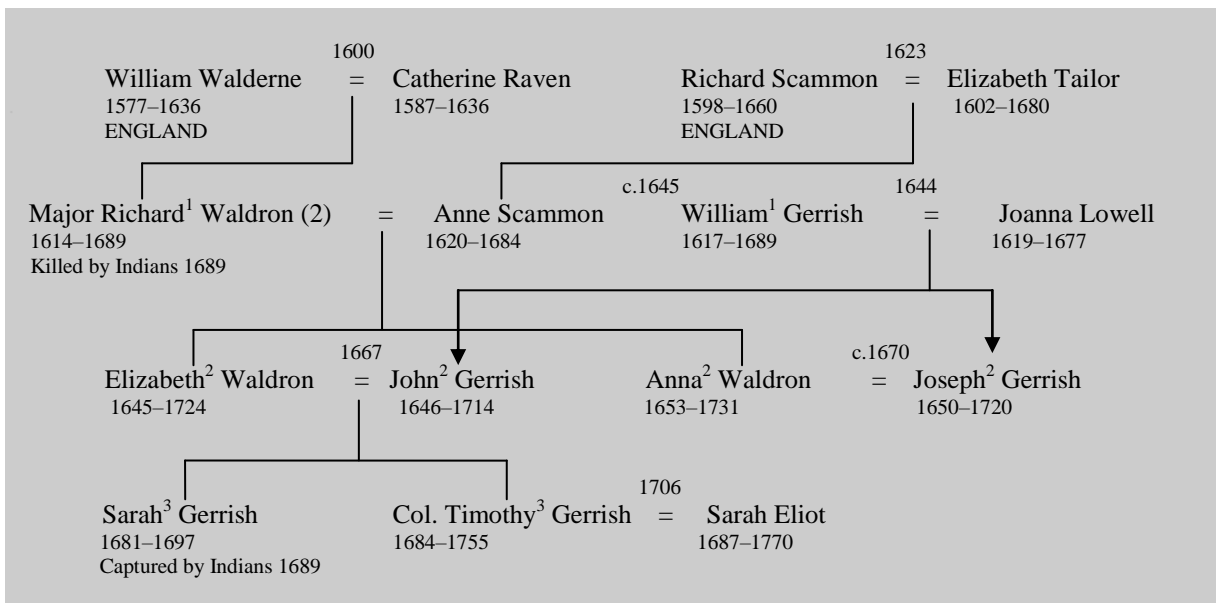 1600 1623
William Walderne = Catherine Raven Richard Scammon = Elizabeth Tailor
1577–1636 1587–1636 1598–1660 1602–1680
ENGLAND ENGLAND
c.1645 1644
Major Richard¹ Waldron (2) = Anne Scammon William¹ Gerrish = Joanna Lowell
1614–1689 1620–1684 1617–1689 1619–1677
Killed by Indians 1689
1667 c.1670
Elizabeth² Waldron = John² Gerrish Anna² Waldron = Joseph² Gerrish
1645–1724 1646–1714 1653–1731 1650–1720
1706
Sarah³ Gerrish Col. Timothy³ Gerrish = Sarah Eliot
1681–1697 1684–1755 1687–1770
Captured by Indians 1689